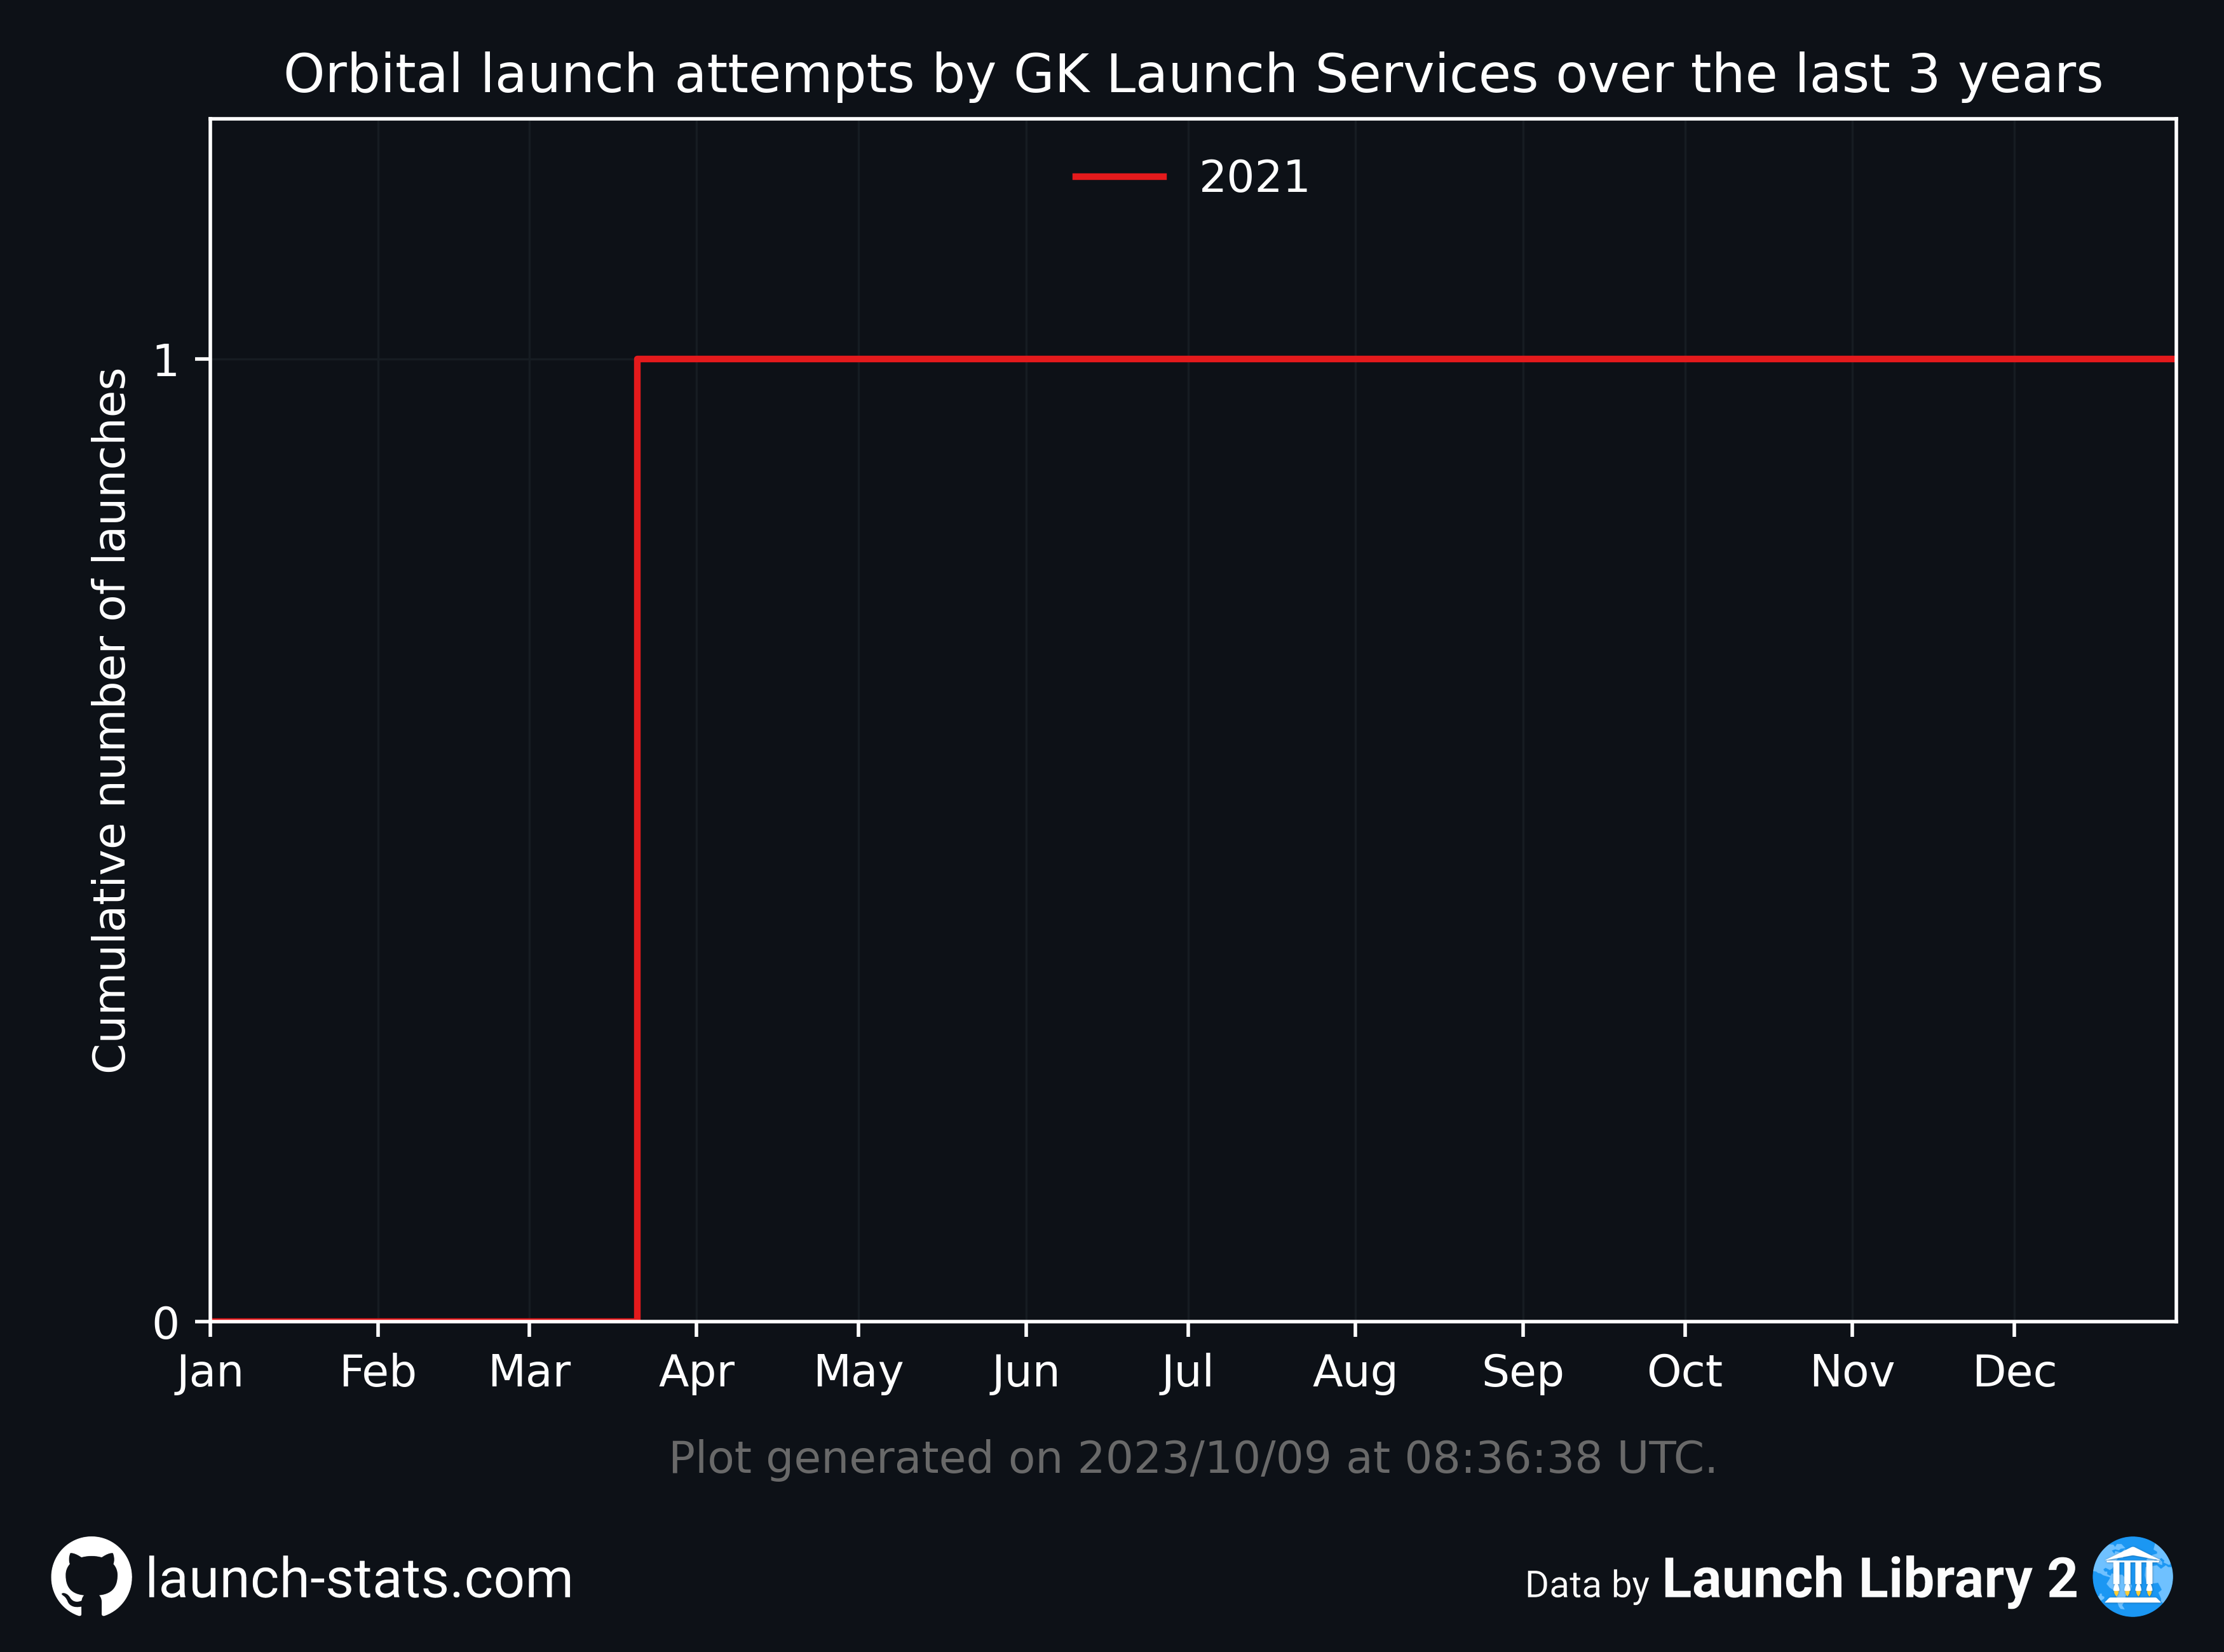 Orbital launch attempts by GK Launch Services over the last 3 years
2021
Cumulative number of launches
1
0
Jan Feb Mar Apr May Jun Jul Aug Sep Oct Nov Dec
Plot generated on 2023/10/09 at 08:36:38 UTC.
launch-stats.com
Data by Launch Library 2